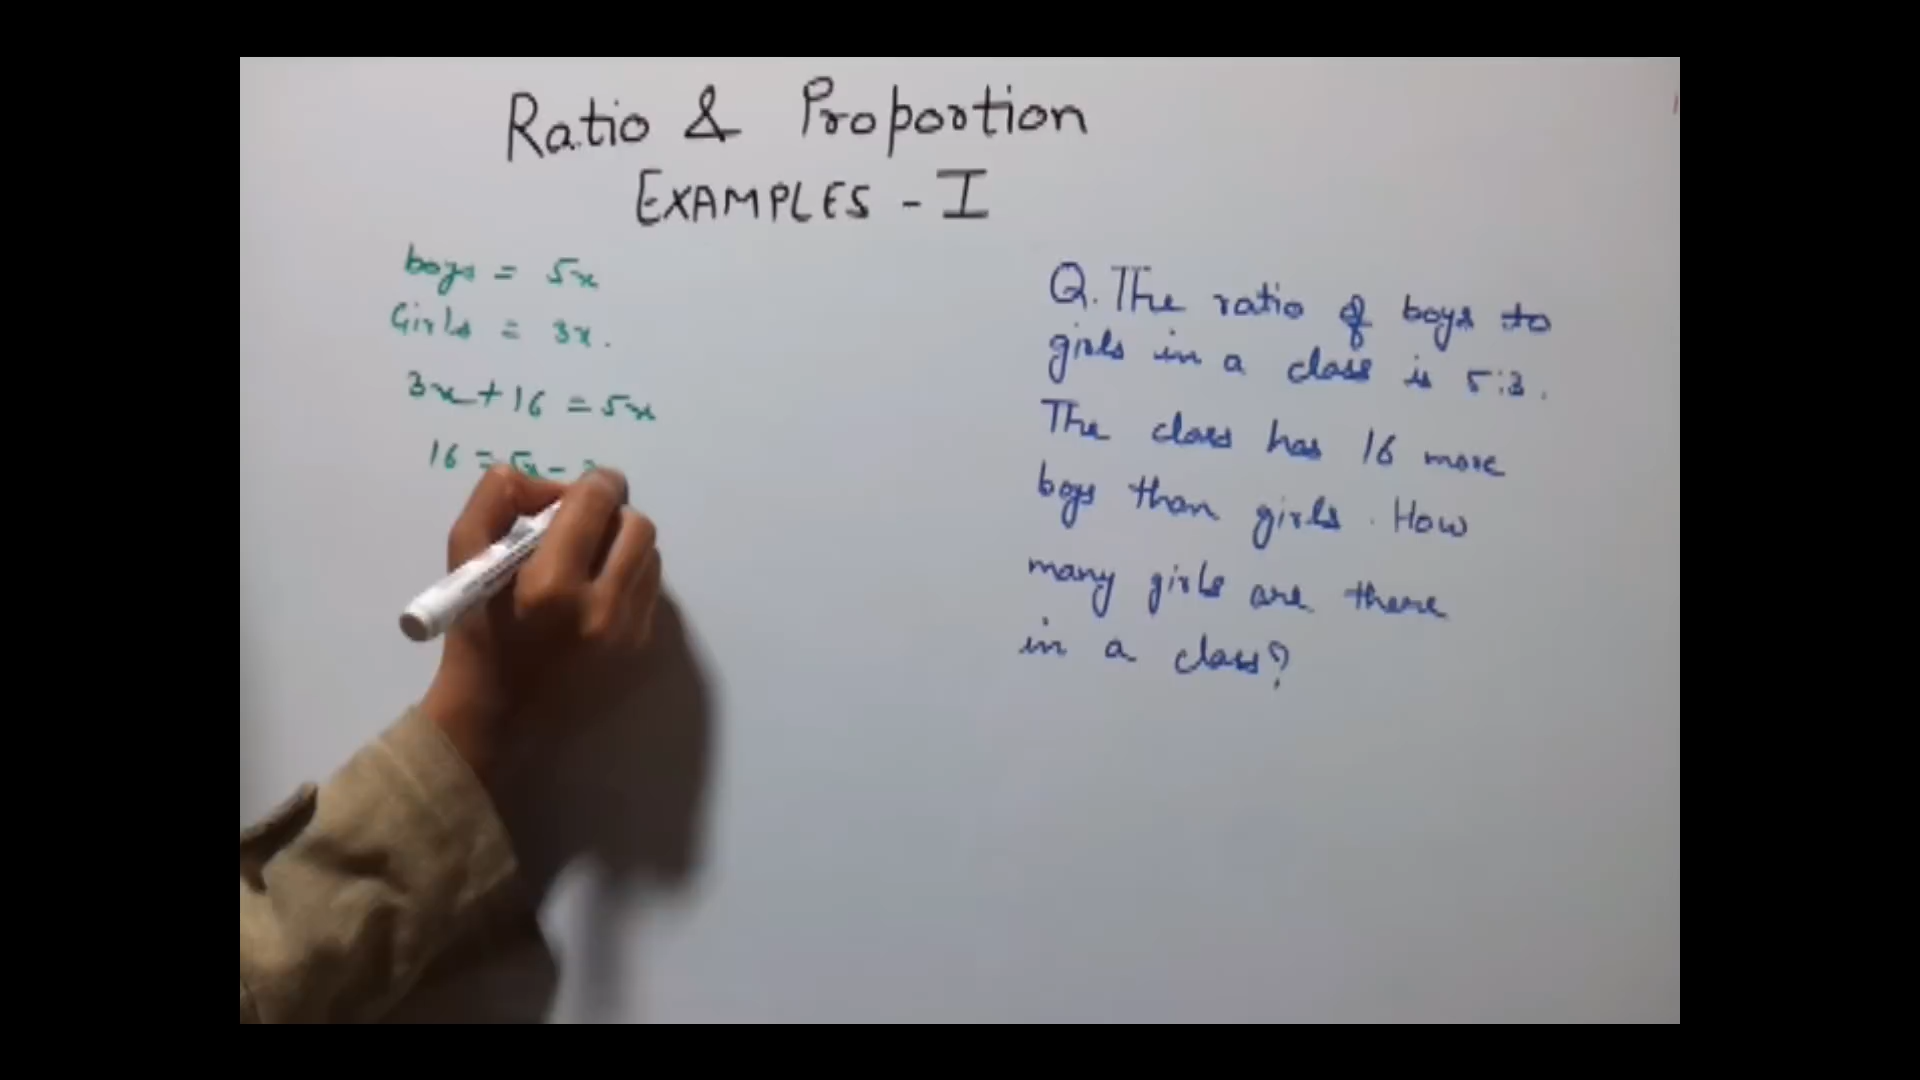 Ratio & Proportion
EXAMPLES - I
boys = 5x
Girls = 3x.
3x + 16 = 5x
16 = 5x -
Q. The ratio of boys to
girls in a class is 5:3.
The class has 16 more
boys than girls. How
many girls are there
in a class?